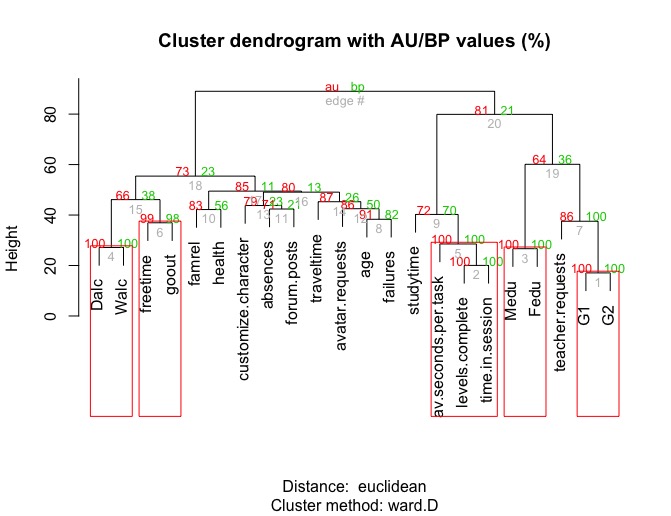 Cluster dendrogram with AU/BP values (%)
au bp
edge #
81 21
20
64 36
19
73 23
18
85 11
80 13
16
66 38
15
87 26
14
79 23
13
72 70
9
83 56
10
86 50
12
74 21
11
91 82
8
86 100
7
99 98
6
100 100
5
100 100
4
100 100
3
100 100
2
100 100
1
Height
80
60
40
20
0
Dalc
Walc
freetime
goout
famrel
health
customize.character
absences
forum.posts
traveltime
avatar.requests
age
failures
studytime
av.seconds.per.task
levels.complete
time.in.session
Medu
Fedu
teacher.requests
G1
G2
Distance: euclidean
Cluster method: ward.D